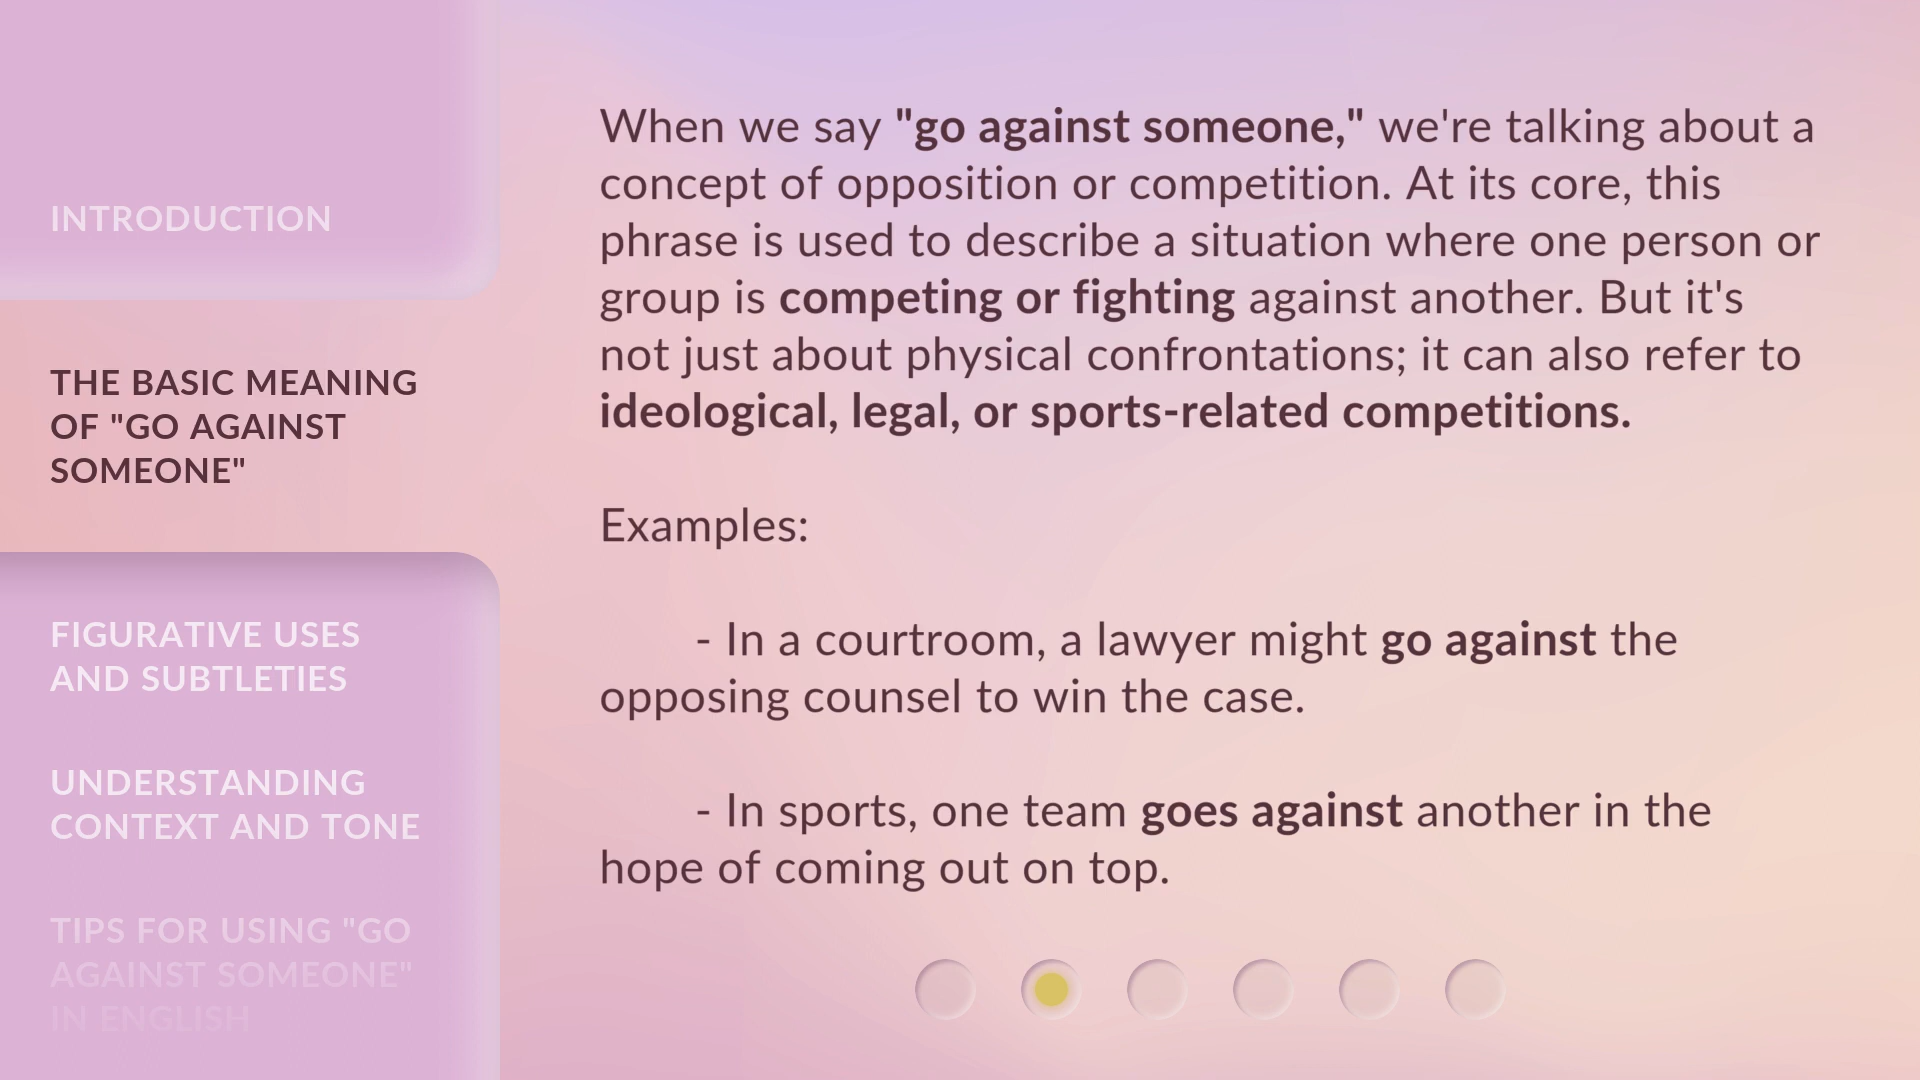 INTRODUCTION
THE BASIC MEANING
OF "GO AGAINST
SOMEONE"
FIGURATIVE USES
AND SUBTLETIES
UNDERSTANDING
CONTEXT AND TONE
TIPS FOR USING "GO
AGAINST SOMEONE"
IN ENGLISH
When we say "go against someone," we're talking about a
concept of opposition or competition. At its core, this
phrase is used to describe a situation where one person or
group is competing or fighting against another. But it's
not just about physical confrontations; it can also refer to
ideological, legal, or sports-related competitions.
Examples:
- In a courtroom, a lawyer might go against the
opposing counsel to win the case.
- In sports, one team goes against another in the
hope of coming out on top.